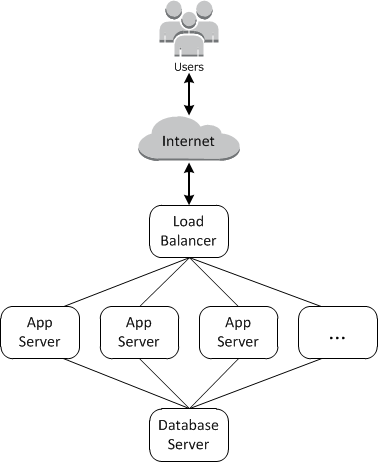 Users
Internet
Load
Balancer
App
Server
App
Server
App
Server
...
Database
Server